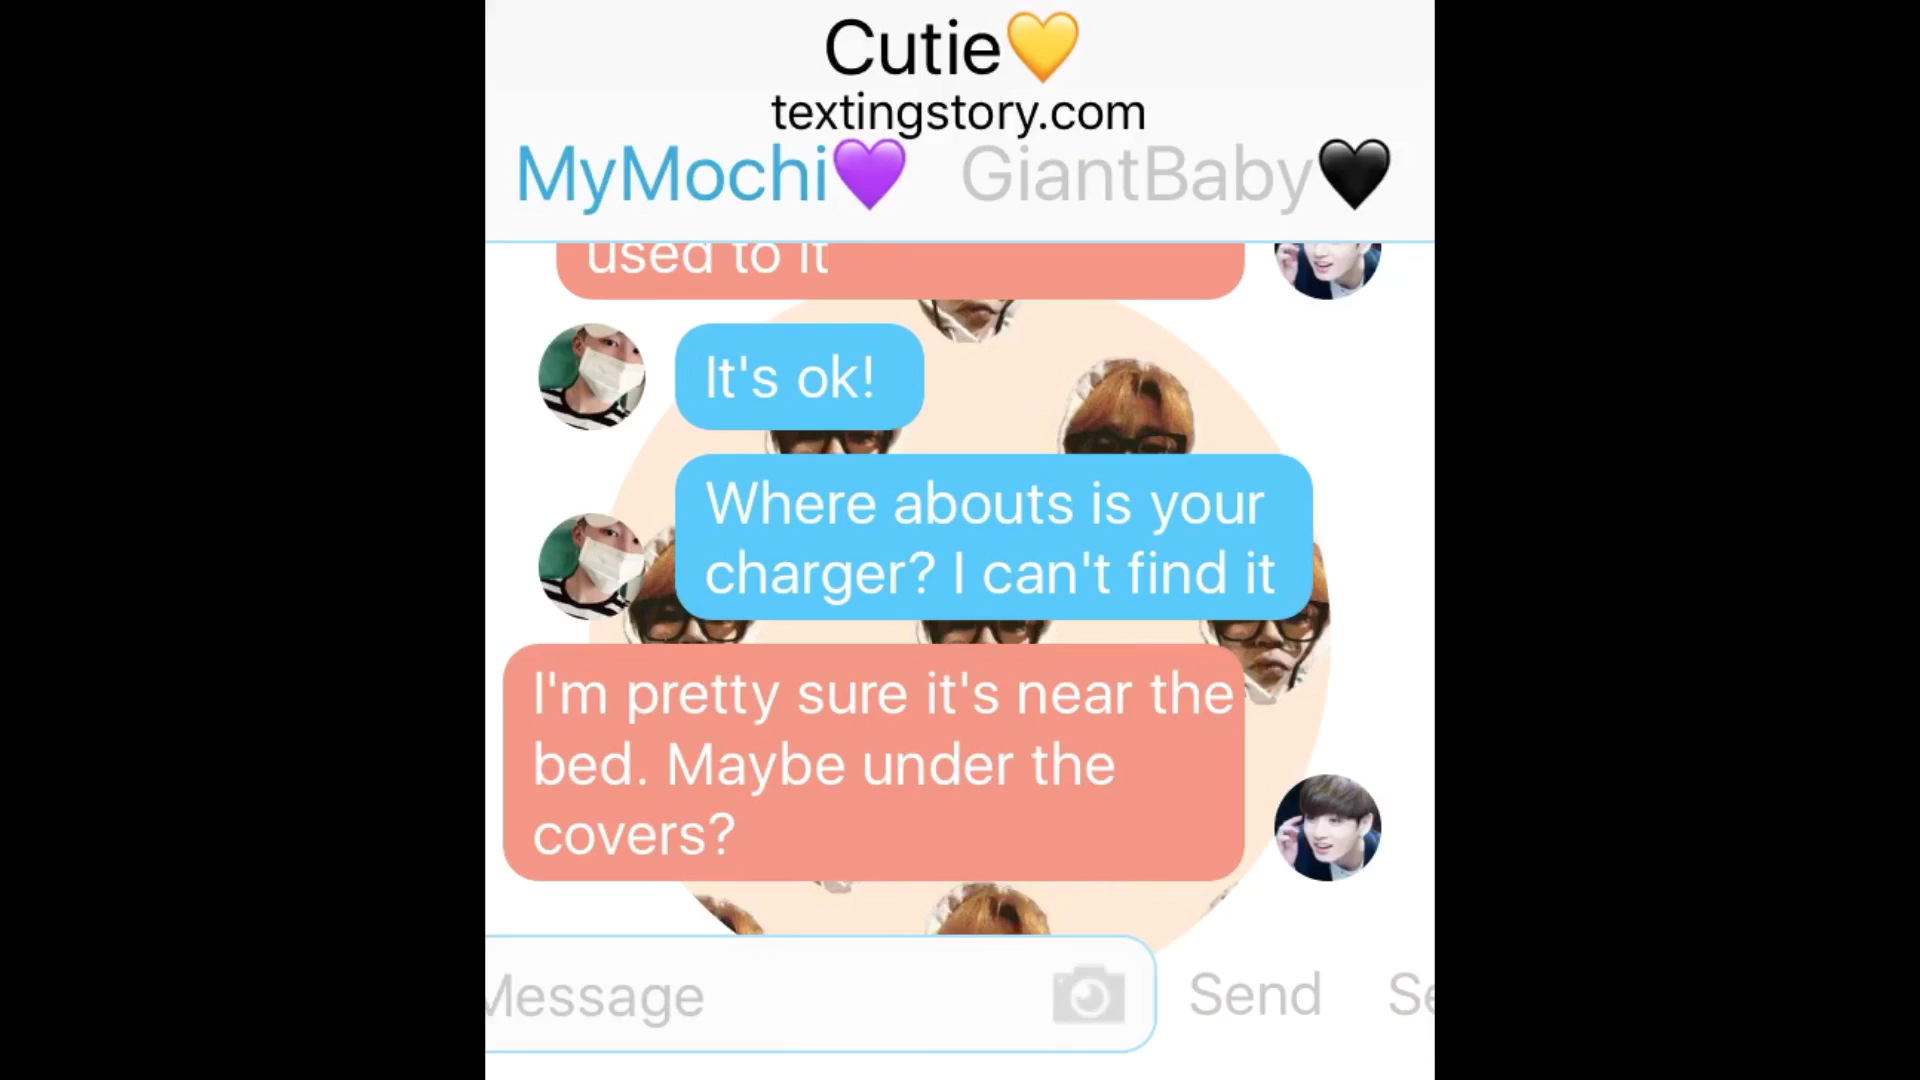 Cutie💛
textingstory.com
MyMochi💜 GiantBaby🖤
used to it
It's ok!
Where abouts is your
charger? I can't find it
I'm pretty sure it's near the
bed. Maybe under the
covers?
Message
Send